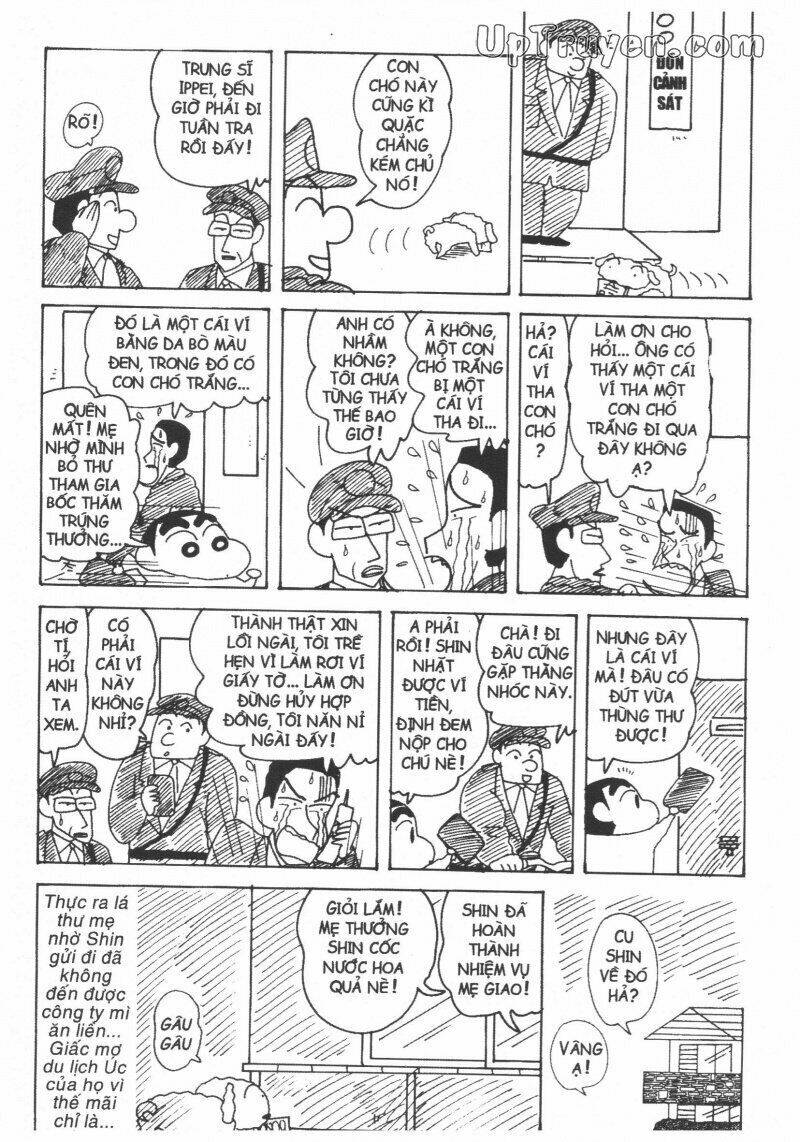 UpTruyen.com
ĐỒN
CẢNH
SÁT
CON
CHÓ NÀY
CŨNG KÌ
QUẶC
CHẲNG
KÉM CHỦ
NÓ!
TRUNG SĨ
IPPEI, ĐẾN
GIỜ PHẢI ĐI
TUẦN TRA
RỒI ĐẤY!
RÕ!
LÀM ƠN CHO
HỎI... ÔNG CÓ
THẤY MỘT CÁI
VÍ THA MỘT
CON CHÓ
TRẮNG ĐI QUA
ĐÂY KHÔNG
Ạ?
HẢ?
CÁI
VÍ
THA
CON
CHÓ
?
À KHÔNG,
MỘT CON
CHÓ TRẮNG
BỊ MỘT
CÁI VÍ
THA ĐI...
ANH CÓ
NHẦM
KHÔNG?
TÔI CHƯA
TỪNG THẤY
THẾ BAO
GIỜ!
ĐÓ LÀ MỘT CÁI VÍ
BẰNG DA BÒ MÀU
ĐEN, TRONG ĐÓ CÓ
CON CHÓ TRẮNG...
QUÊN
MẤT! MẸ
NHỜ MÌNH
BỎ THƯ
THAM GIA
BỐC THĂM
TRÚNG
THƯỞNG...
NHƯNG ĐÂY
LÀ CÁI VÍ
MÀ! ĐÂU CÓ
ĐÚT VỪA
THÙNG THƯ
ĐƯỢC!
CHÀ! ĐI
ĐÂU CŨNG
GẶP THẰNG
NHÓC NÀY.
A PHẢI
RỒI! SHIN
NHẶT
ĐƯỢC VÍ
TIỀN,
ĐỊNH ĐEM
NỘP CHO
CHÚ NÈ!
THÀNH THẬT XIN
LỖI NGÀI, TÔI TRỄ
HẸN VÌ LÀM RƠI VÍ
GIẤY TỜ... LÀM ƠN
ĐỪNG HỦY HỢP
ĐỒNG, TÔI NĂN NỈ
NGÀI ĐẤY!
CÓ
PHẢI
CÁI VÍ
NÀY
KHÔNG
NHỈ?
CHỜ
TÍ,
HỎI
ANH
TA
XEM.
CU
SHIN
VỀ ĐÓ
HẢ?
VÂNG
Ạ!
SHIN ĐÃ
HOÀN
THÀNH
NHIỆM VỤ
MẸ GIAO!
GIỎI LẮM!
MẸ THƯỞNG
SHIN CỐC
NƯỚC HOA
QUẢ NÈ!
GÂU
GÂU
Thực ra lá
thư mẹ
nhờ Shin
gửi đi đã
không
đến được
công ty mì
ăn liền...
Giấc mơ
du lịch Úc
của họ vì
thế mãi
chỉ là...